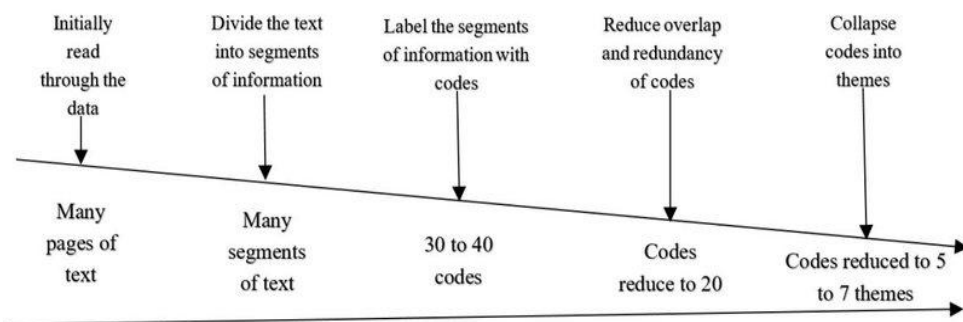 Initially
read
through the
data
Divide the text
into segments
of information
Label the segments
of information with
codes
Reduce overlap
and redundancy
of codes
Collapse
codes into
themes
Many
pages of
text
Many
segments
of text
30 to 40
codes
Codes
reduce to 20
Codes reduced to 5
to 7 themes